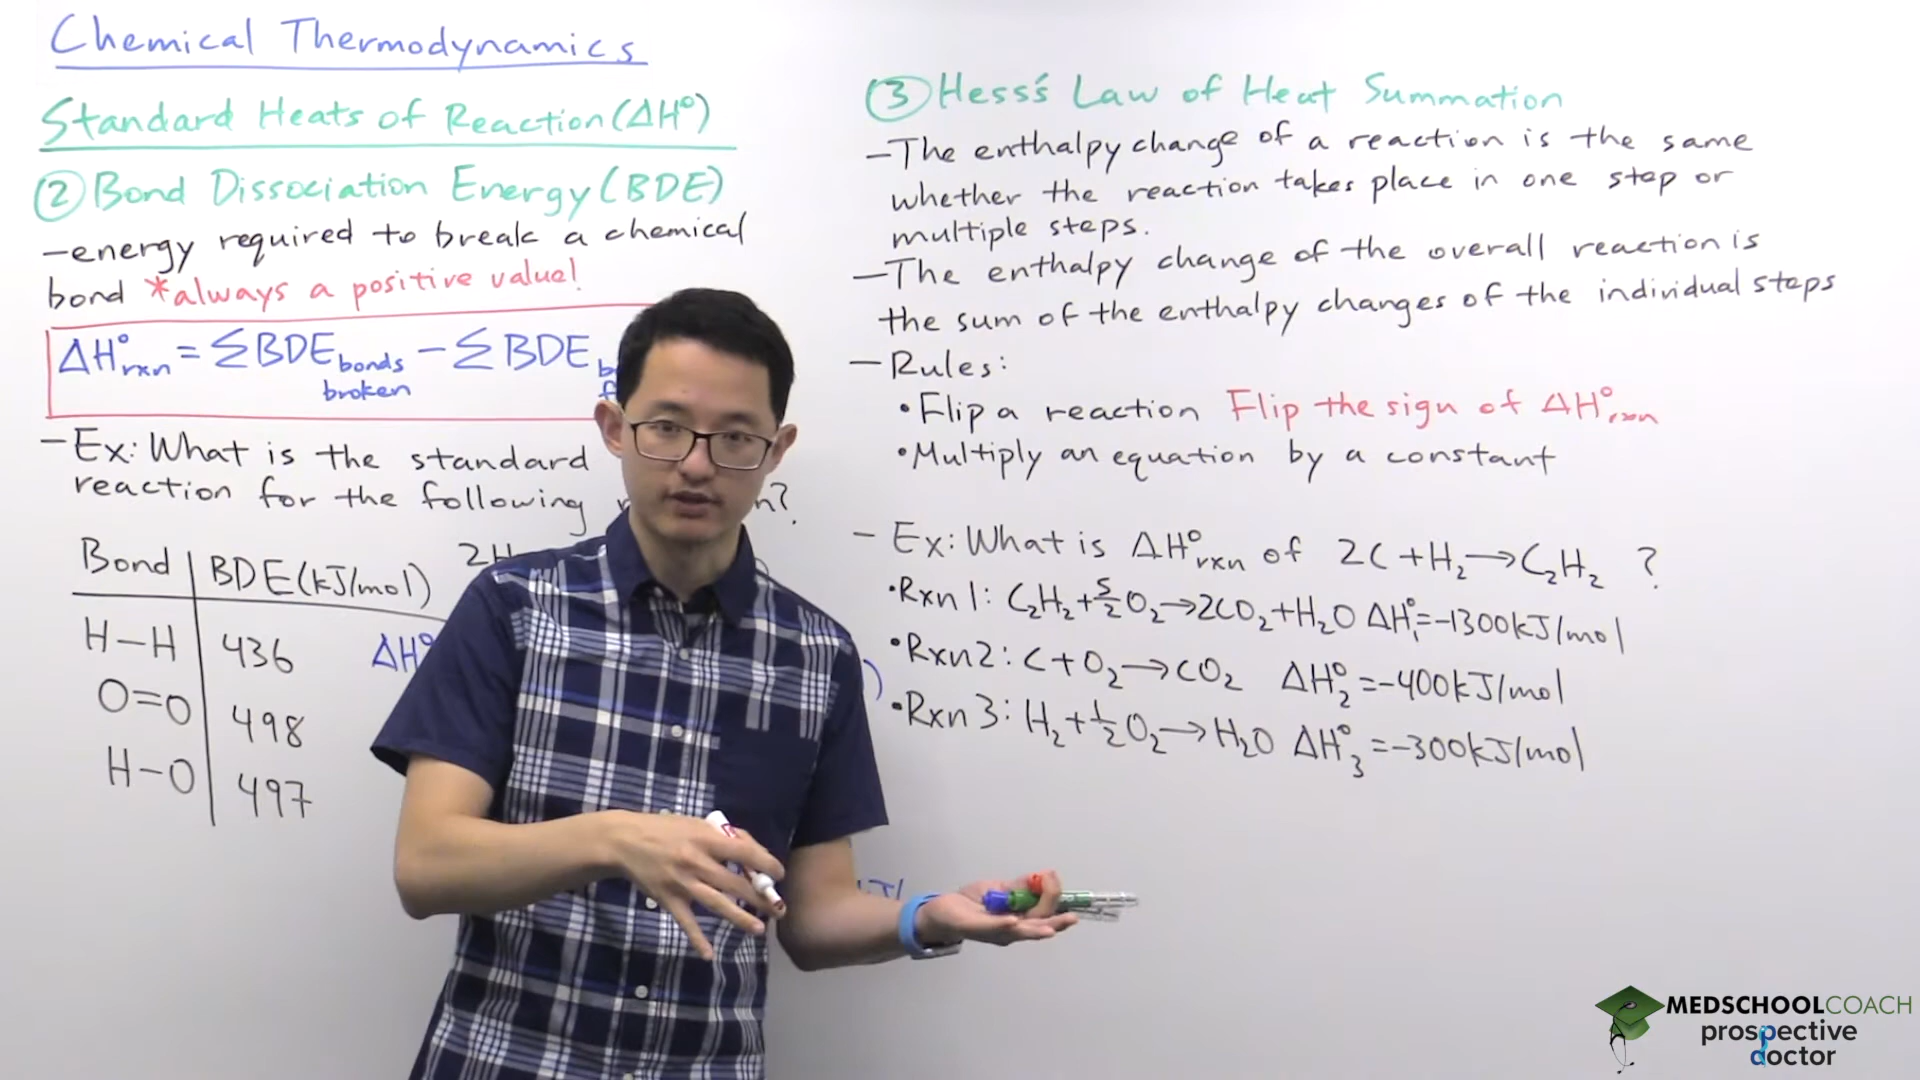 Chemical Thermodynamics
Standard Heats of Reaction (ΔH°)
② Bond Dissociation Energy (BDE)
- energy required to break a chemical
bond *always a positive value!
ΔH°rxn = ΣBDE bonds broken - ΣBDE
- Ex: What is the standard
reaction for the following
Bond BDE (kJ/mol)
H-H 436
O=O 498
H-O 497
ΔH°
③ Hess's Law of Heat Summation
- The enthalpy change of a reaction is the same
whether the reaction takes place in one step or
multiple steps.
- The enthalpy change of the overall reaction is
the sum of the enthalpy changes of the individual steps
- Rules:
• Flip a reaction Flip the sign of ΔH°rxn
• Multiply an equation by a constant
- Ex: What is ΔH°rxn of 2C + H₂ → C₂H₂ ?
• Rxn 1: C₂H₂ + 5/2 O₂ → 2CO₂ + H₂O ΔH°₁ = -1300kJ/mol
• Rxn 2: C + O₂ → CO₂ ΔH°₂ = -400kJ/mol
• Rxn 3: H₂ + 1/2 O₂ → H₂O ΔH°₃ = -300kJ/mol
MEDSCHOOLCOACH
prospective
doctor